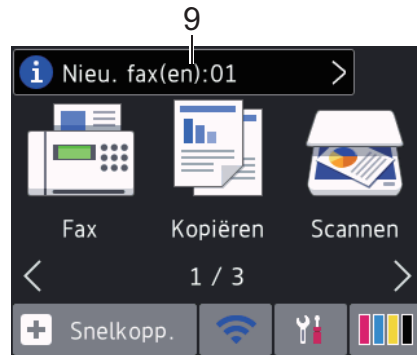 9
Nieu. fax(en):01
Fax Kopiëren Scannen
1 / 3
Snelkopp.